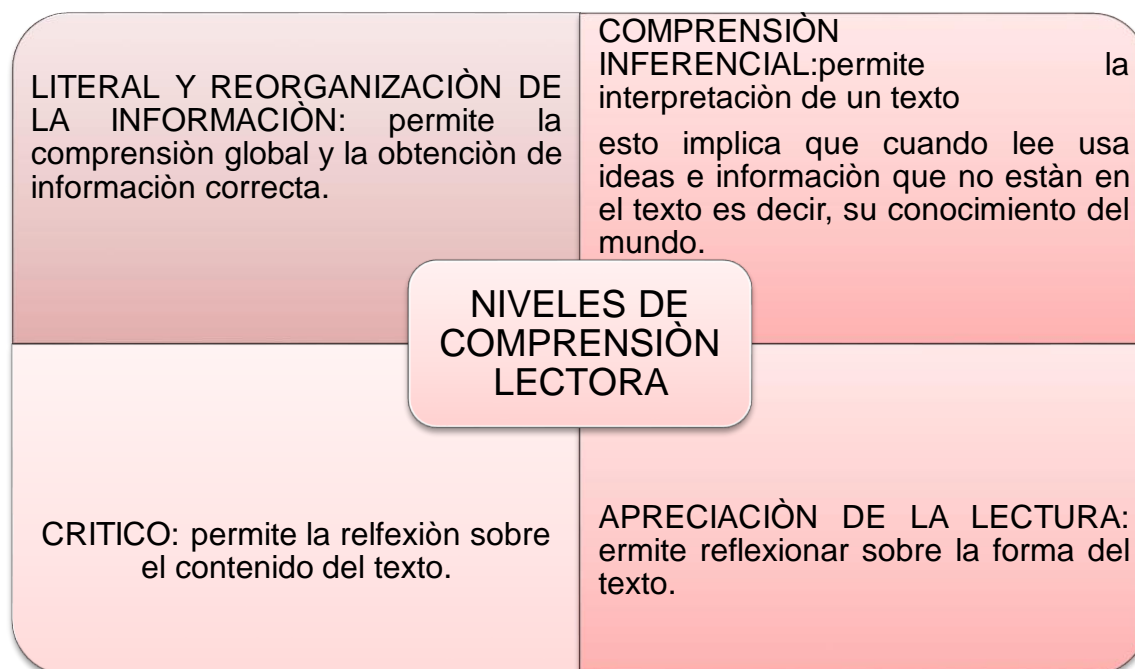 LITERAL Y REORGANIZACIÒN DE
LA INFORMACIÒN: permite la
comprensiòn global y la obtenciòn de
informaciòn correcta.
COMPRENSIÒN
INFERENCIAL:permite la
interpretaciòn de un texto
esto implica que cuando lee usa
ideas e informaciòn que no estàn en
el texto es decir, su conocimiento del
mundo.
NIVELES DE
COMPRENSIÒN
LECTORA
CRITICO: permite la relfexiòn sobre
el contenido del texto.
APRECIACIÒN DE LA LECTURA:
ermite reflexionar sobre la forma del
texto.